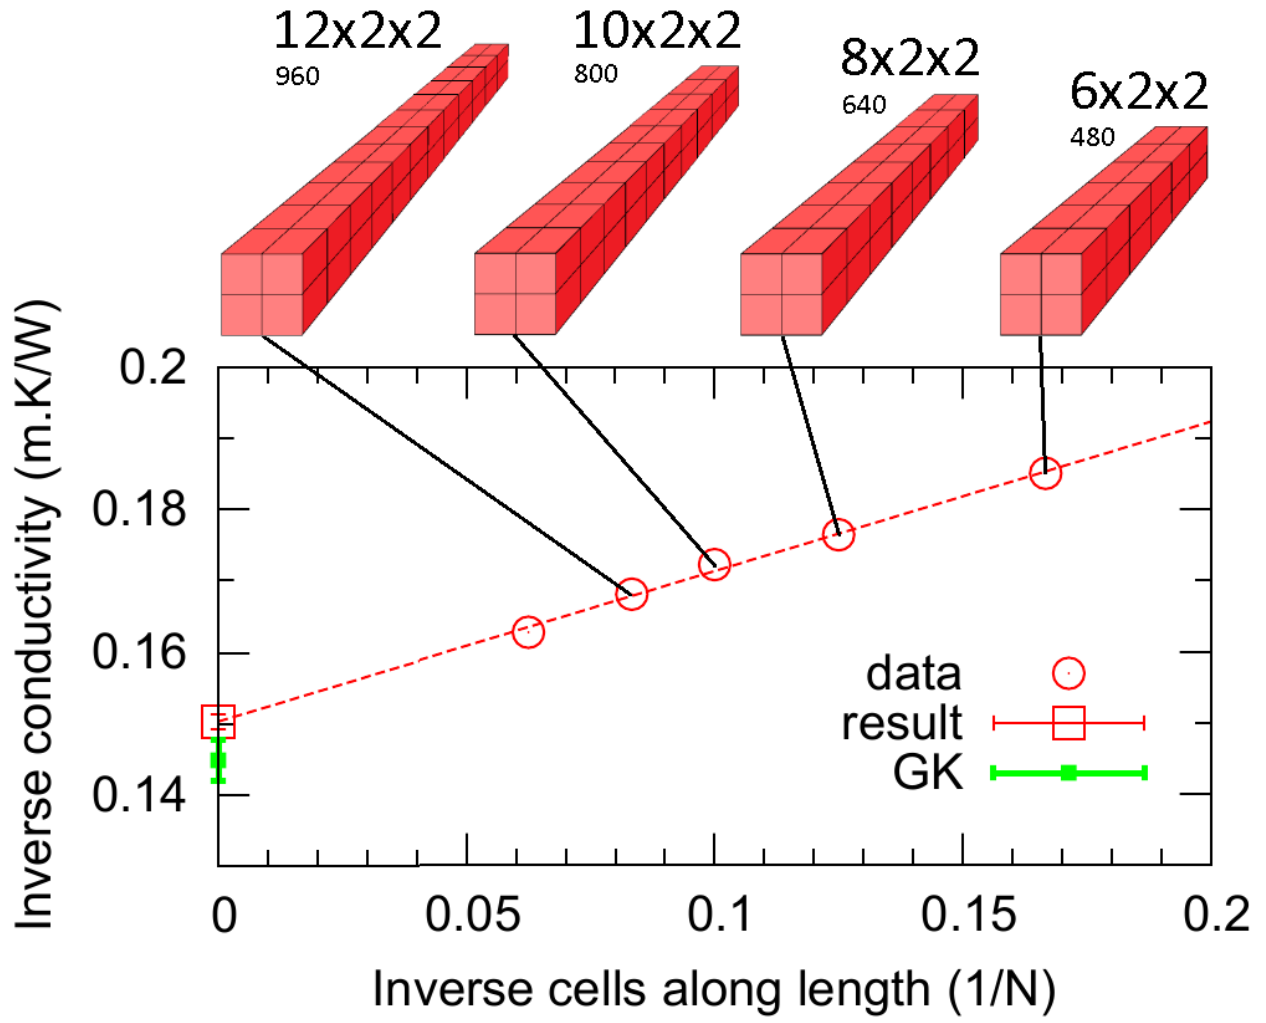 12x2x2
960
10x2x2
800
8x2x2
640
6x2x2
480
Inverse conductivity (m.K/W)
0.2
0.18
0.16
0.14
data
result
GK
0 0.05 0.1 0.15 0.2
Inverse cells along length (1/N)